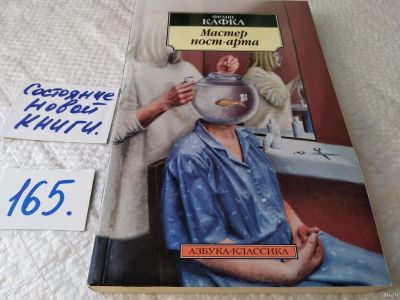 ФРАНЦ
КАФКА
Мастер
пост-арта
Состояние
новой
книги.
165.
АЗБУКА-КЛАССИКА